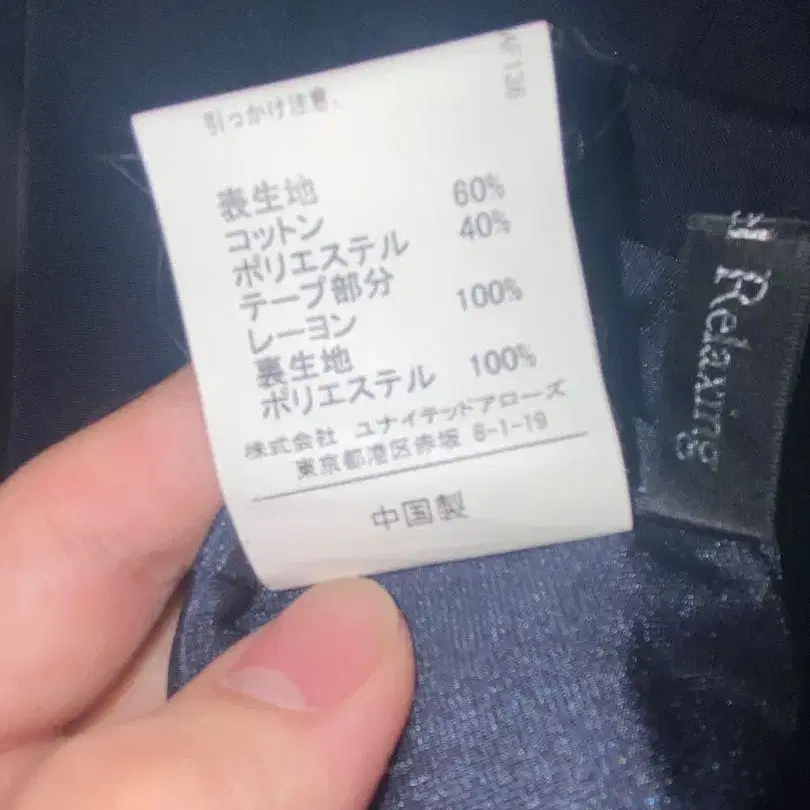 引っかけ注意.
表生地
コットン 60%
ポリエステル 40%
テープ部分
レーヨン 100%
裏生地
ポリエステル 100%
株式会社 ユナイテッドアローズ
東京都港区赤坂 8-1-19
中国製
Relaxing